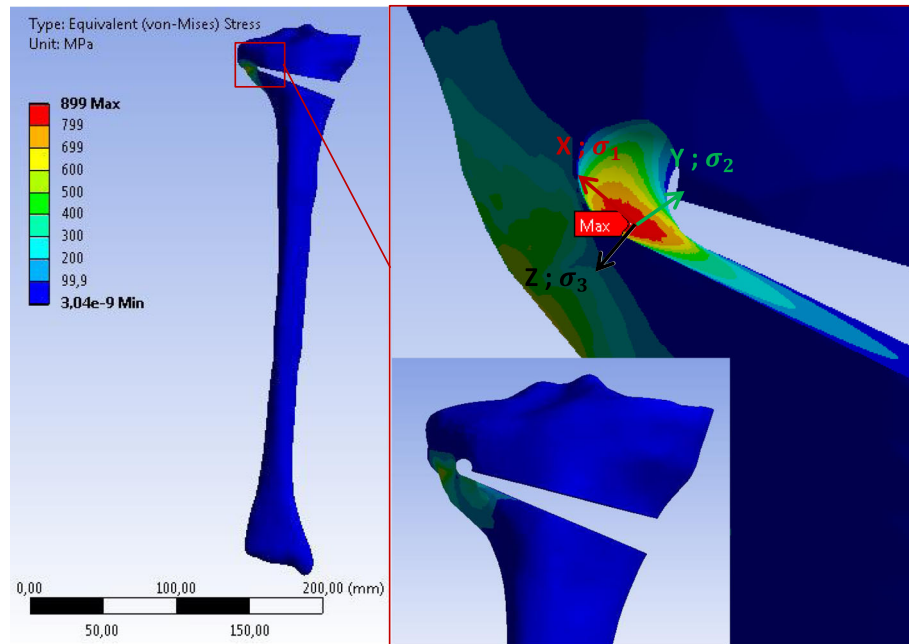 Type: Equivalent (von-Mises) Stress
Unit: MPa
899 Max
799
699
600
500
400
300
200
99,9
3,04e-9 Min
X ; σ₁
Y ; σ₂
Max
Z ; σ₃
0,00
100,00
200,00 (mm)
50,00
150,00